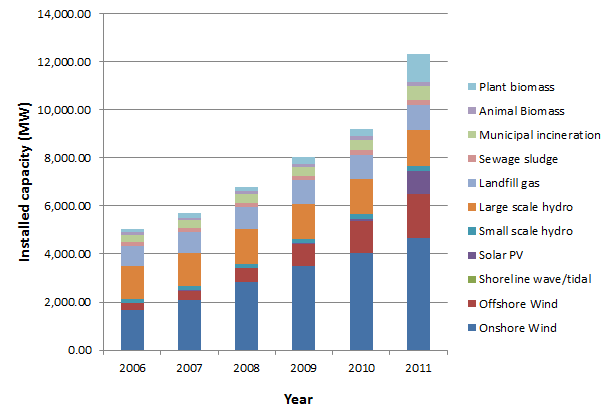 14,000.00
12,000.00
10,000.00
8,000.00
6,000.00
4,000.00
2,000.00
0.00
Installed capacity (MW)
2006 2007 2008 2009 2010 2011
Year
Plant biomass
Animal Biomass
Municipal incineration
Sewage sludge
Landfill gas
Large scale hydro
Small scale hydro
Solar PV
Shoreline wave/tidal
Offshore Wind
Onshore Wind